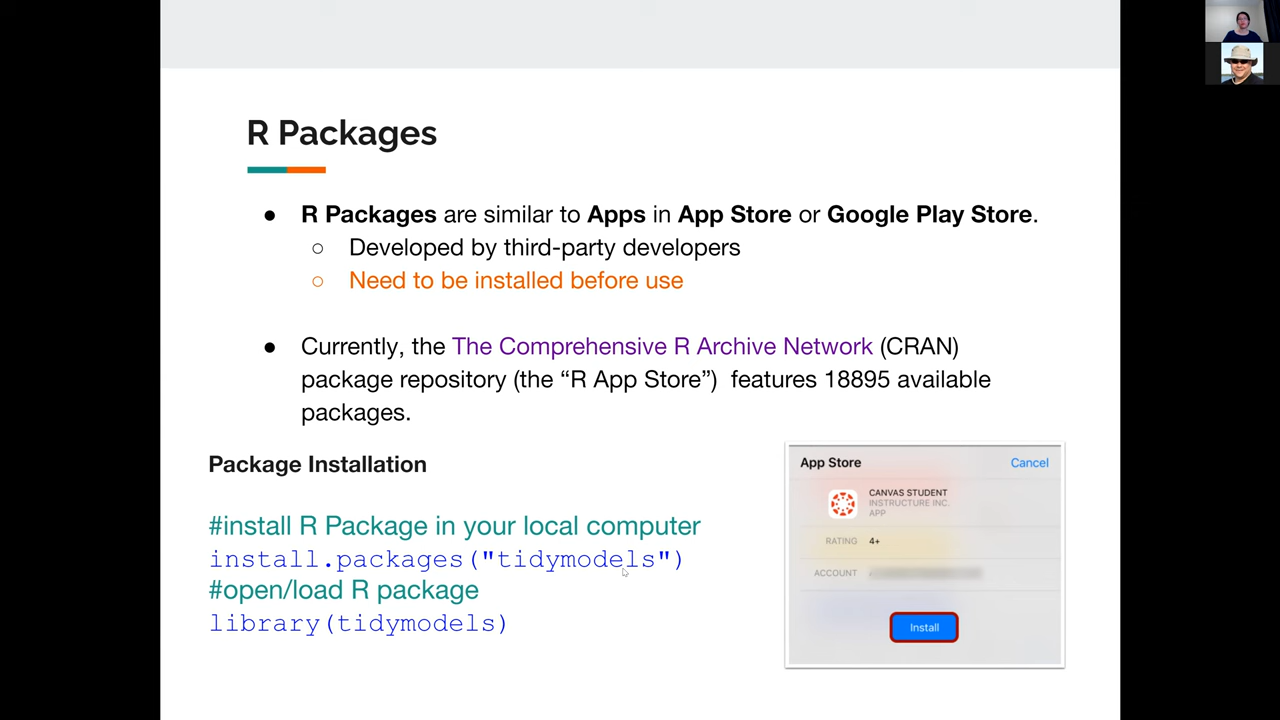 R Packages
● R Packages are similar to Apps in App Store or Google Play Store.
○ Developed by third-party developers
○ Need to be installed before use
● Currently, the The Comprehensive R Archive Network (CRAN)
package repository (the “R App Store”) features 18895 available
packages.
Package Installation
#install R Package in your local computer
install.packages("tidymodels")
#open/load R package
library(tidymodels)
App Store Cancel
CANVAS STUDENT
INSTRUCTURE INC.
APP
RATING 4+
ACCOUNT
Install